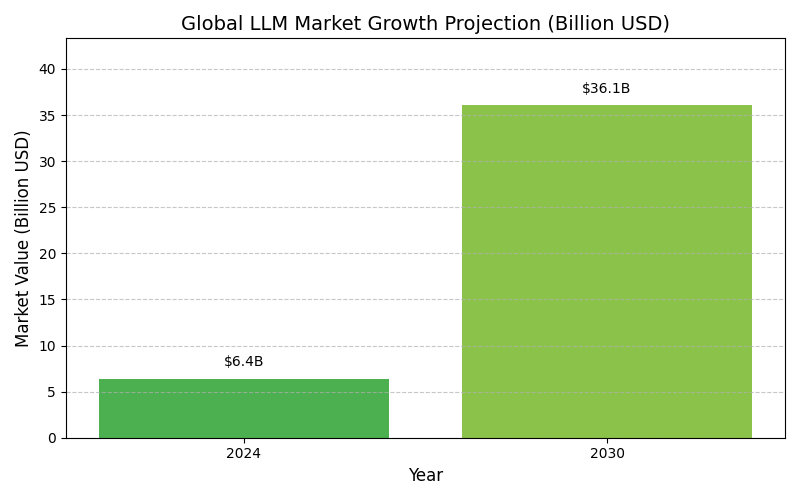 Global LLM Market Growth Projection (Billion USD)
Market Value (Billion USD)
40
35
30
25
20
15
10
5
0
$6.4B
$36.1B
2024
2030
Year